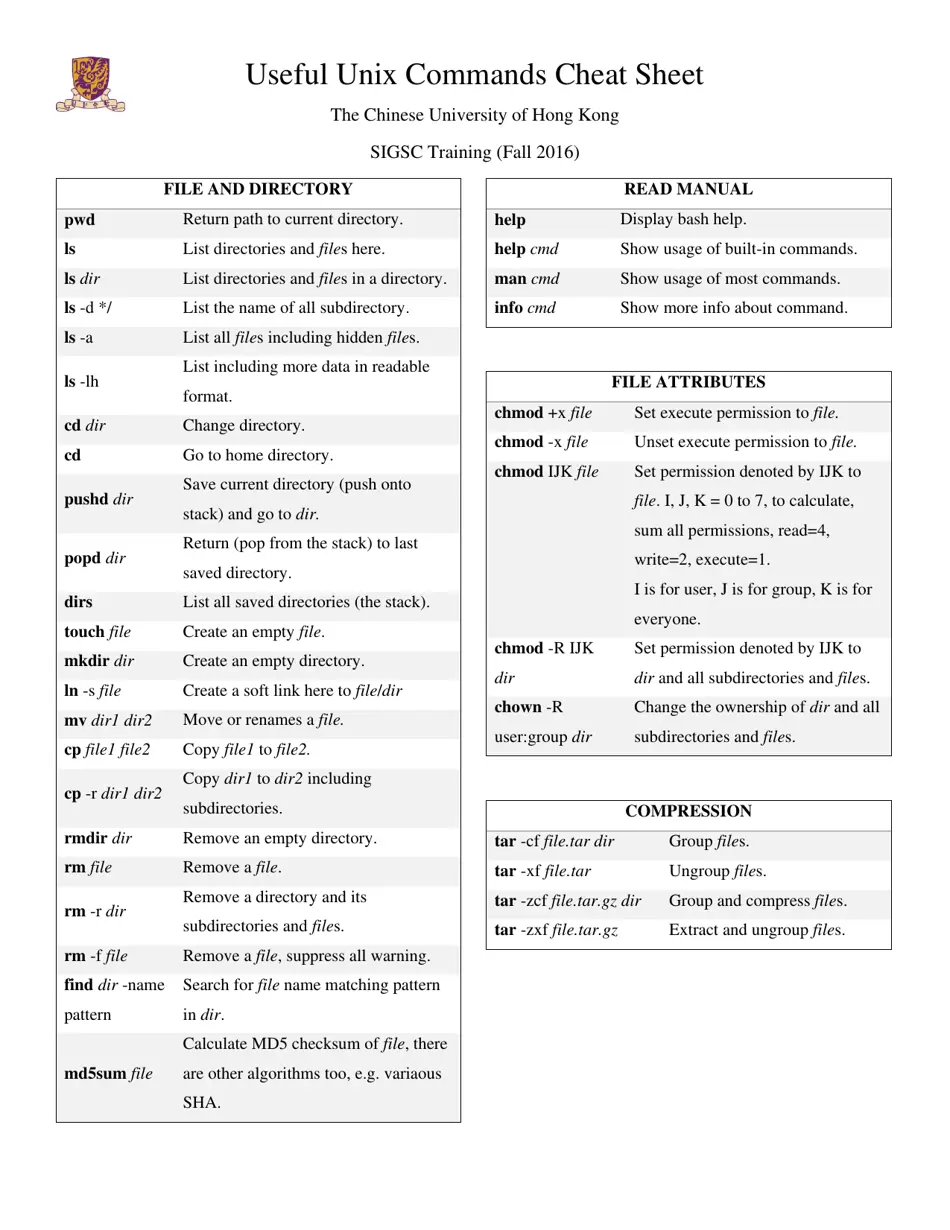 Useful Unix Commands Cheat Sheet
The Chinese University of Hong Kong
SIGSC Training (Fall 2016)
FILE AND DIRECTORY
pwd Return path to current directory.
ls List directories and files here.
ls dir List directories and files in a directory.
ls -d */ List the name of all subdirectory.
ls -a List all files including hidden files.
ls -lh List including more data in readable
format.
cd dir Change directory.
cd Go to home directory.
pushd dir Save current directory (push onto
stack) and go to dir.
popd dir Return (pop from the stack) to last
saved directory.
dirs List all saved directories (the stack).
touch file Create an empty file.
mkdir dir Create an empty directory.
ln -s file Create a soft link here to file/dir
mv dir1 dir2 Move or renames a file.
cp file1 file2 Copy file1 to file2.
cp -r dir1 dir2 Copy dir1 to dir2 including
subdirectories.
rmdir dir Remove an empty directory.
rm file Remove a file.
rm -r dir Remove a directory and its
subdirectories and files.
rm -f file Remove a file, suppress all warning.
find dir -name Search for file name matching pattern
pattern in dir.
md5sum file Calculate MD5 checksum of file, there
are other algorithms too, e.g. variaous
SHA.
READ MANUAL
help Display bash help.
help cmd Show usage of built-in commands.
man cmd Show usage of most commands.
info cmd Show more info about command.
FILE ATTRIBUTES
chmod +x file Set execute permission to file.
chmod -x file Unset execute permission to file.
chmod IJK file Set permission denoted by IJK to
file. I, J, K = 0 to 7, to calculate,
sum all permissions, read=4,
write=2, execute=1.
I is for user, J is for group, K is for
everyone.
chmod -R IJK Set permission denoted by IJK to
dir dir and all subdirectories and files.
chown -R Change the ownership of dir and all
user:group dir subdirectories and files.
COMPRESSION
tar -cf file.tar dir Group files.
tar -xf file.tar Ungroup files.
tar -zcf file.tar.gz dir Group and compress files.
tar -zxf file.tar.gz Extract and ungroup files.